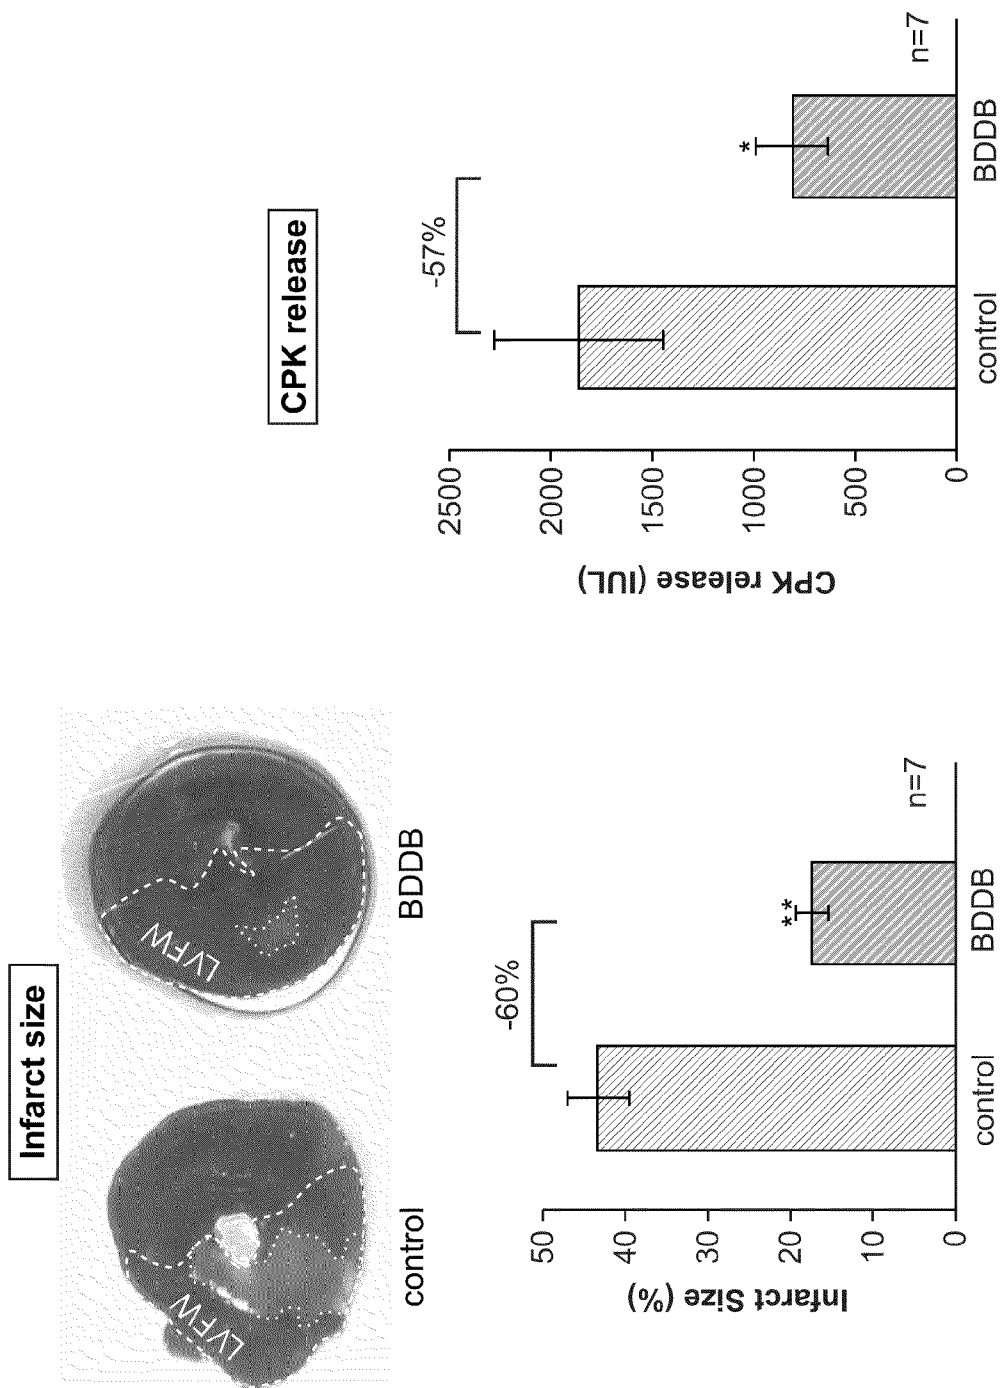 Infarct size
LVFW
LVFW
control
BDDB
Infarct Size (%)
50
40
30
20
10
0
-60%
**
n=7
control
BDDB
CPK release
CPK release (IUL)
2500
2000
1500
1000
500
0
-57%
*
n=7
control
BDDB